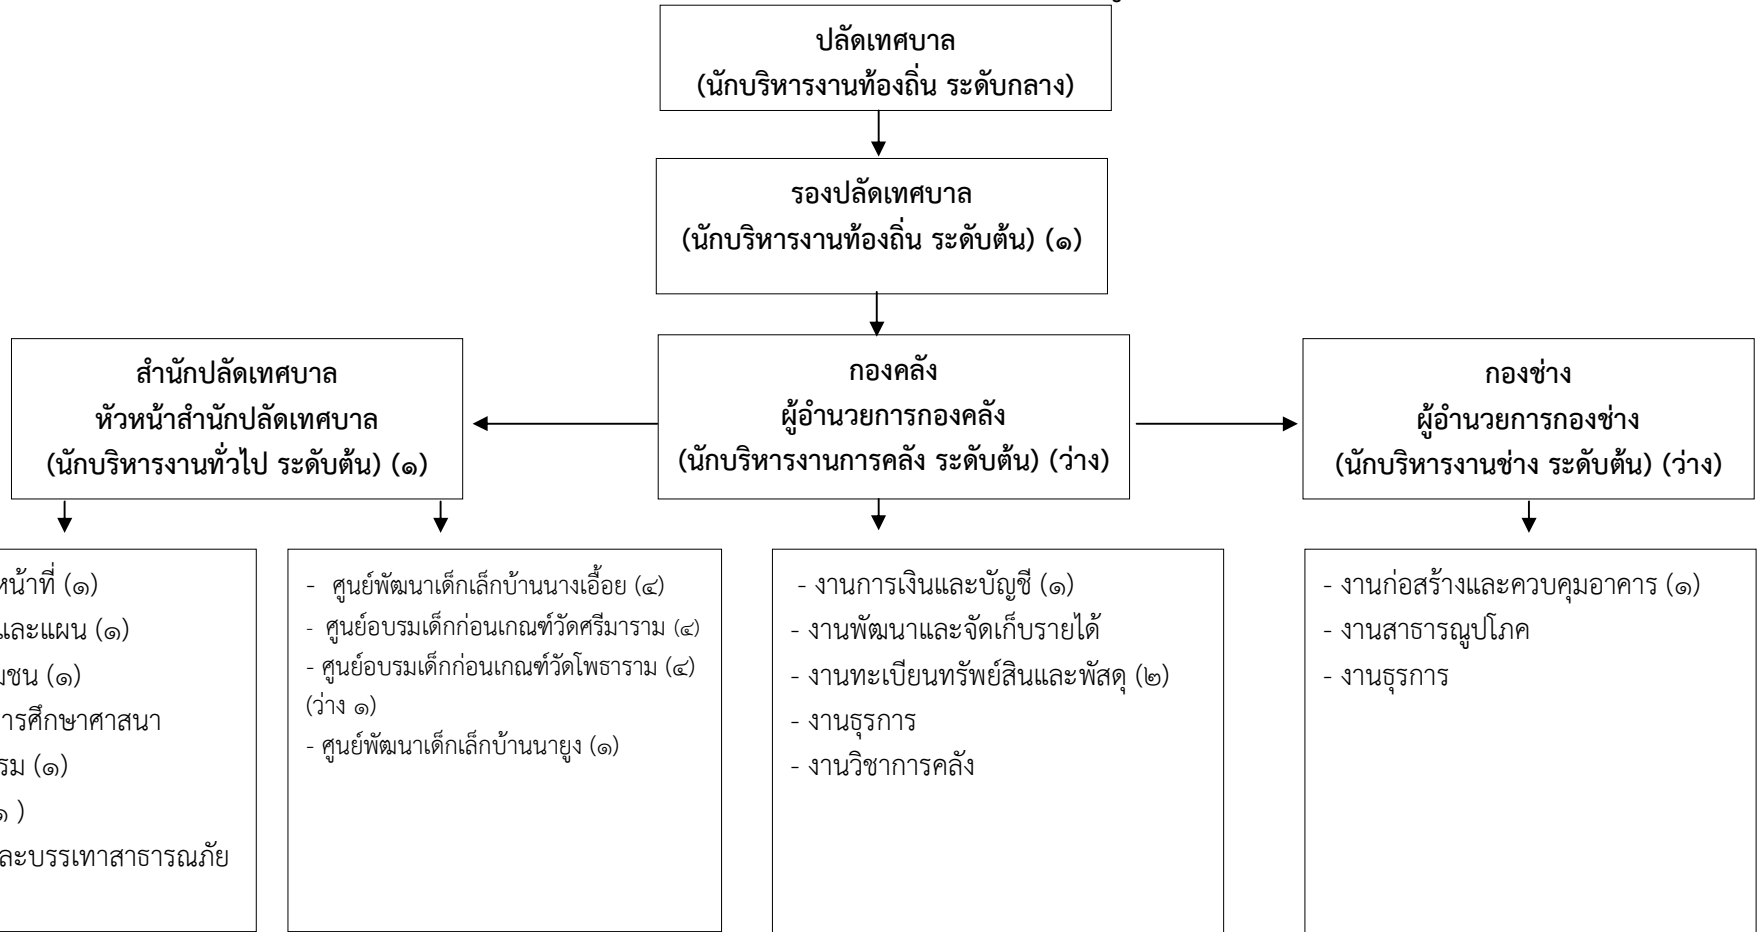 ปลัดเทศบาล
(นักบริหารงานท้องถิ่น ระดับกลาง)
รองปลัดเทศบาล
(นักบริหารงานท้องถิ่น ระดับต้น) (๑)
สำนักปลัดเทศบาล
หัวหน้าสำนักปลัดเทศบาล
(นักบริหารงานทั่วไป ระดับต้น) (๑)
กองคลัง
ผู้อำนวยการกองคลัง
(นักบริหารงานการคลัง ระดับต้น) (ว่าง)
กองช่าง
ผู้อำนวยการกองช่าง
(นักบริหารงานช่าง ระดับต้น) (ว่าง)
หน้าที่ (๑)
และแผน (๑)
มชน (๑)
ารศึกษาศาสนา
รม (๑)
๑ )
ละบรรเทาสาธารณภัย
- ศูนย์พัฒนาเด็กเล็กบ้านนางเอื้อย (๔)
- ศูนย์อบรมเด็กก่อนเกณฑ์วัดศรีมาราม (๔)
- ศูนย์อบรมเด็กก่อนเกณฑ์วัดโพธาราม (๔)
(ว่าง ๑)
- ศูนย์พัฒนาเด็กเล็กบ้านนายูง (๑)
- งานการเงินและบัญชี (๑)
- งานพัฒนาและจัดเก็บรายได้
- งานทะเบียนทรัพย์สินและพัสดุ (๒)
- งานธุรการ
- งานวิชาการคลัง
- งานก่อสร้างและควบคุมอาคาร (๑)
- งานสาธารณูปโภค
- งานธุรการ